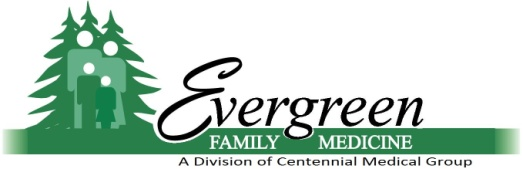 Evergreen
FAMILY MEDICINE
A Division of Centennial Medical Group